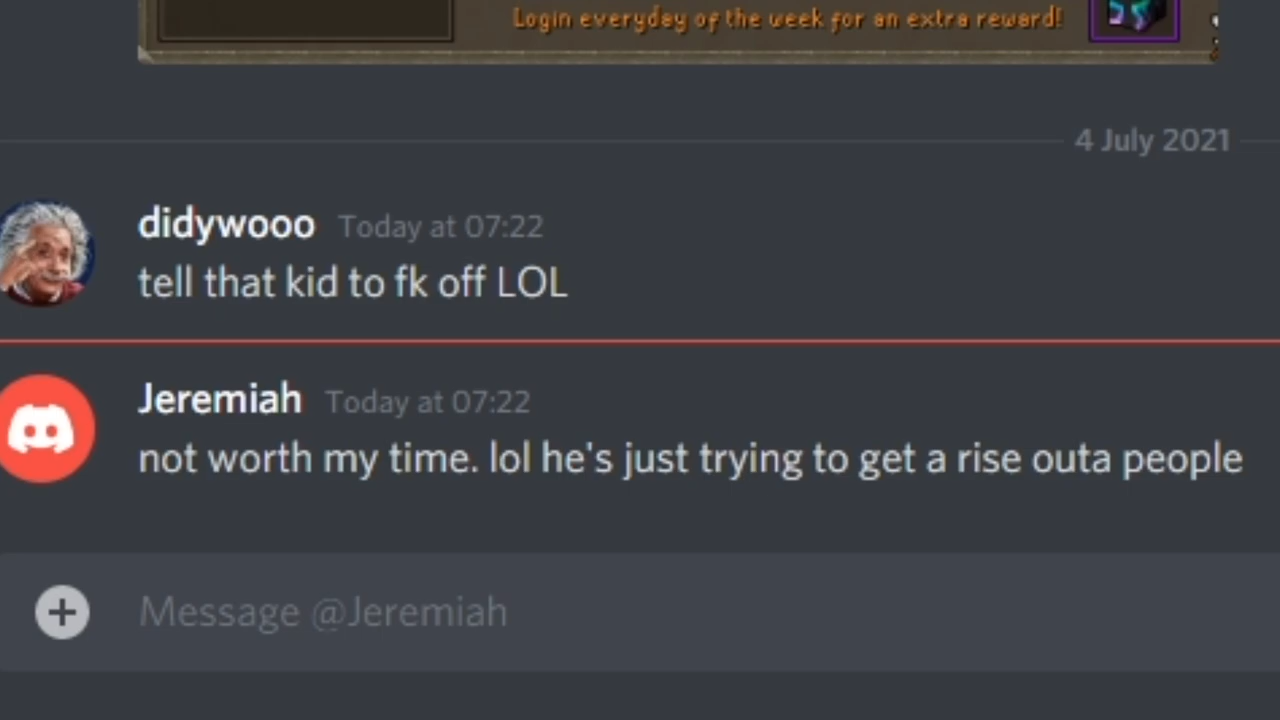 Login everyday of the week for an extra reward!
4 July 2021
didywooo Today at 07:22
tell that kid to fk off LOL
Jeremiah Today at 07:22
not worth my time. lol he's just trying to get a rise outa people
Message @Jeremiah